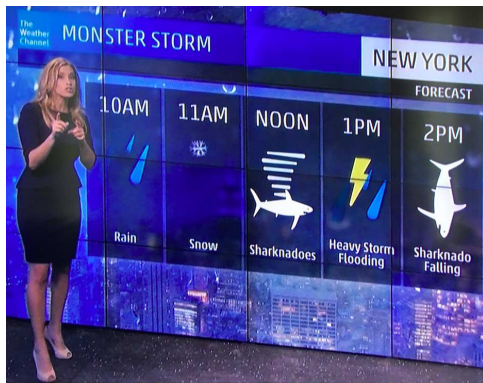 The
Weather
Channel
MONSTER STORM
NEW YORK
FORECAST
10AM
Rain
11AM
Snow
NOON
Sharknadoes
1PM
Heavy Storm
Flooding
2PM
Sharknado
Falling